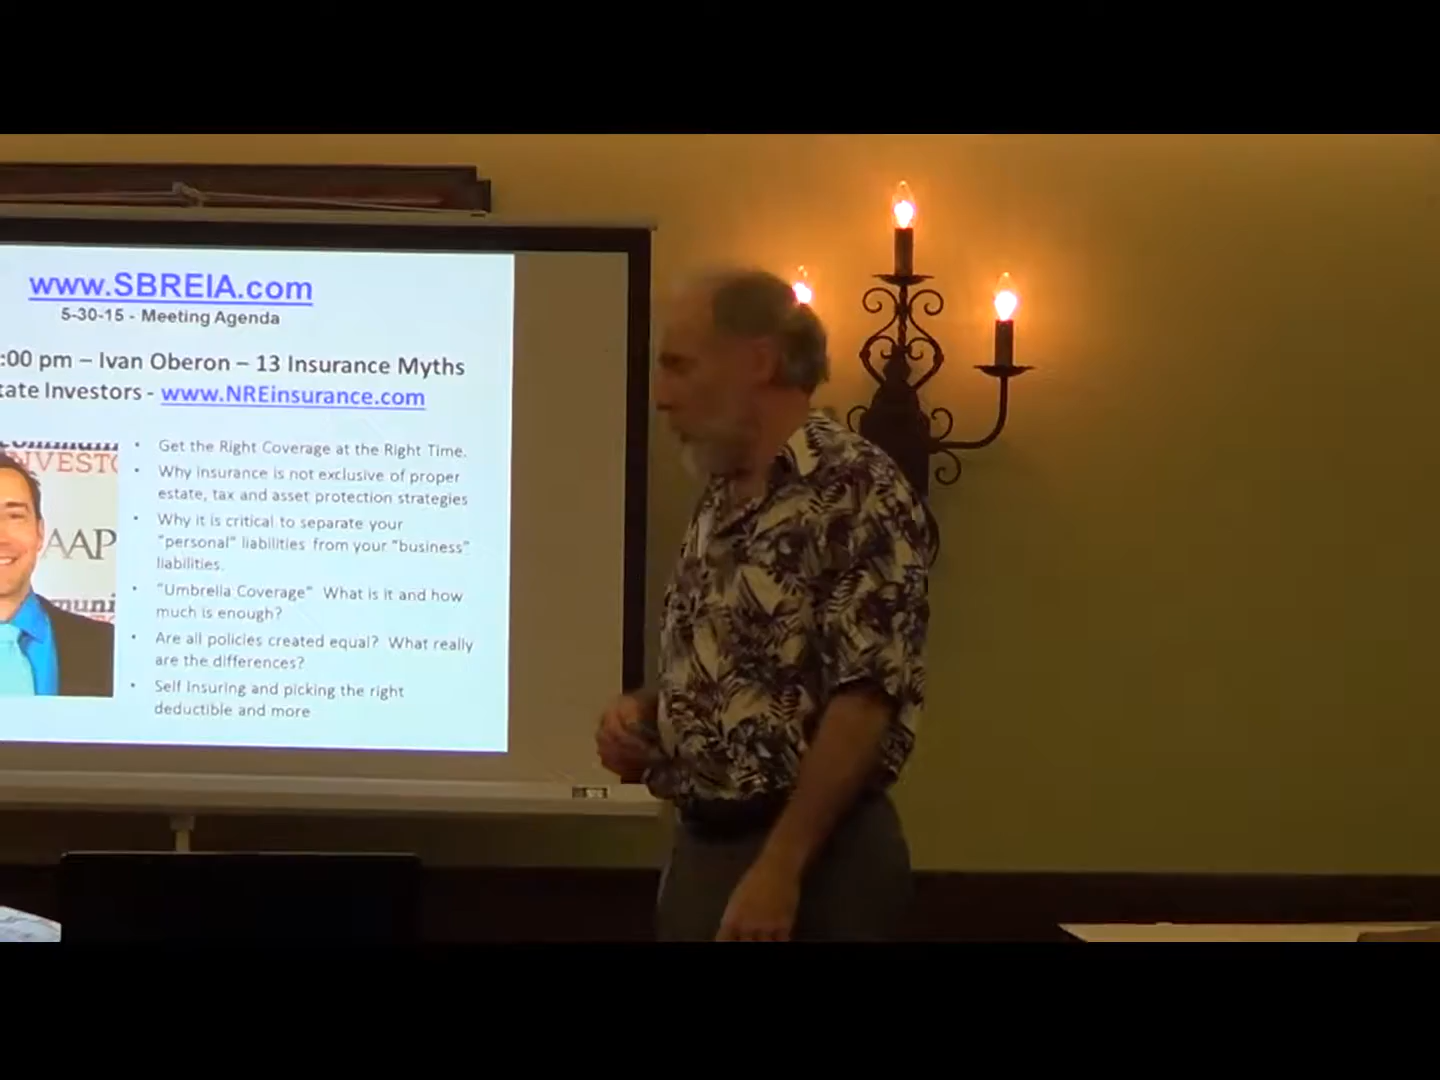 www.SBREIA.com
5-30-15 - Meeting Agenda
:00 pm – Ivan Oberon – 13 Insurance Myths
tate Investors - www.NREinsurance.com
INVESTO
AAP
muni
• Get the Right Coverage at the Right Time.
• Why insurance is not exclusive of proper
estate, tax and asset protection strategies
• Why it is critical to separate your
"personal" liabilities from your "business"
liabilities.
• "Umbrella Coverage" What is it and how
much is enough?
• Are all policies created equal? What really
are the differences?
• Self Insuring and picking the right
deductible and more